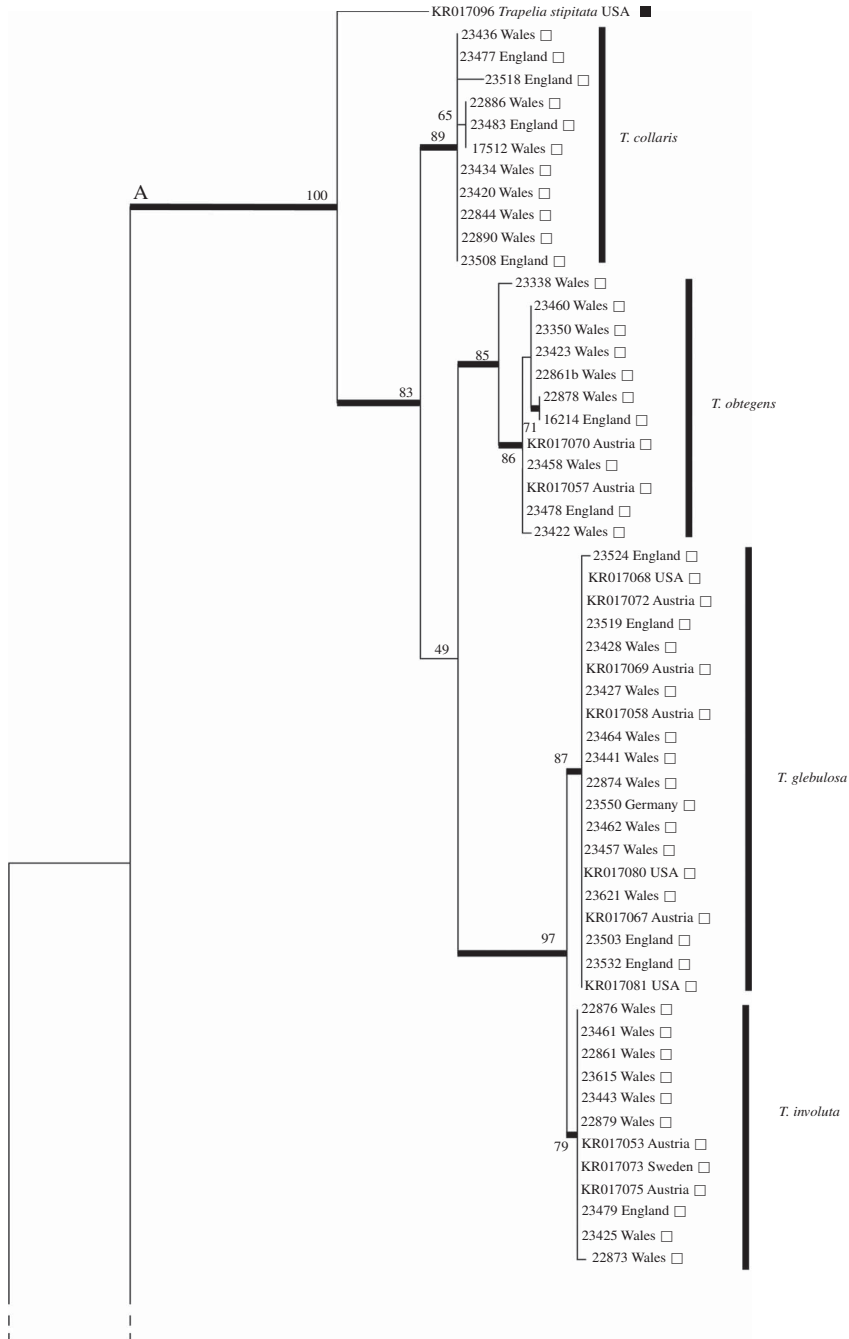 KR017096 Trapelia stipitata USA ■
23436 Wales □
23477 England □
23518 England □
22886 Wales □
65
23483 England □
T. collaris
89
17512 Wales □
23434 Wales □
A
100
23420 Wales □
22844 Wales □
22890 Wales □
23508 England □
23338 Wales □
23460 Wales □
23350 Wales □
85
23423 Wales □
22861b Wales □
83
22878 Wales □
T. obtegens
16214 England □
71
KR017070 Austria □
86
23458 Wales □
KR017057 Austria □
23478 England □
23422 Wales □
23524 England □
KR017068 USA □
KR017072 Austria □
23519 England □
49
23428 Wales □
KR017069 Austria □
23427 Wales □
KR017058 Austria □
23464 Wales □
87
23441 Wales □
T. glebulosa
22874 Wales □
23550 Germany □
23462 Wales □
23457 Wales □
KR017080 USA □
23621 Wales □
KR017067 Austria □
97
23503 England □
23532 England □
KR017081 USA □
22876 Wales □
23461 Wales □
22861 Wales □
23615 Wales □
23443 Wales □
T. involuta
22879 Wales □
79
KR017053 Austria □
KR017073 Sweden □
KR017075 Austria □
23479 England □
23425 Wales □
22873 Wales □